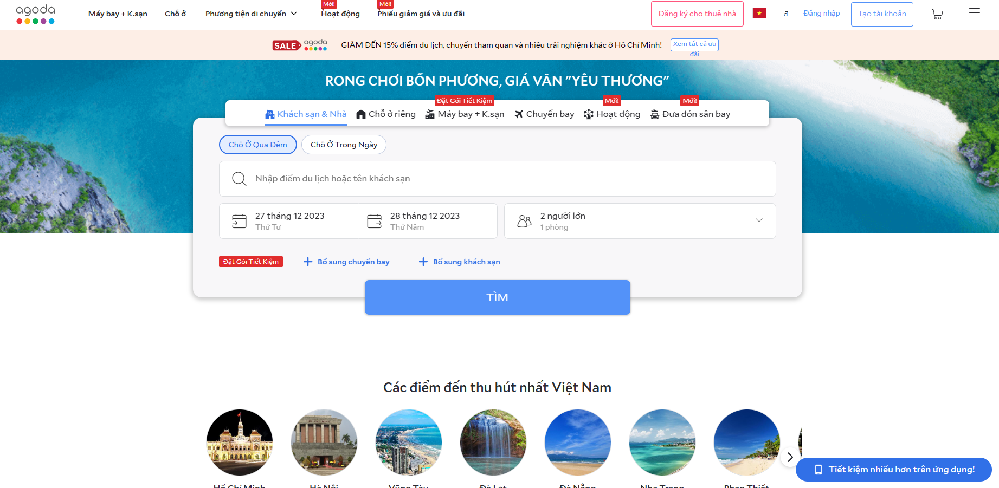 agoda
Máy bay + K.sạn
Chỗ ở
Phương tiện di chuyển
Mới!
Hoạt động
Mới!
Phiếu giảm giá và ưu đãi
Đăng ký cho thuê nhà
₫
Đăng nhập
Tạo tài khoản
SALE agoda
GIẢM ĐẾN 15% điểm du lịch, chuyến tham quan và nhiều trải nghiệm khác ở Hồ Chí Minh!
Xem tất cả ưu
đãi
RONG CHƠI BỐN PHƯƠNG, GIÁ VẪN "YÊU THƯƠNG"
Khách sạn & Nhà
Chỗ ở riêng
Đặt Gói Tiết Kiệm
Máy bay + K.sạn
Chuyến bay
Mới!
Hoạt động
Mới!
Đưa đón sân bay
Chỗ Ở Qua Đêm
Chỗ Ở Trong Ngày
Nhập điểm du lịch hoặc tên khách sạn
27 tháng 12 2023
Thứ Tư
28 tháng 12 2023
Thứ Năm
2 người lớn
1 phòng
Đặt Gói Tiết Kiệm
Bổ sung chuyến bay
Bổ sung khách sạn
TÌM
Các điểm đến thu hút nhất Việt Nam
Hồ Chí Minh
Hà Nội
Vũng Tàu
Đà Lạt
Đà Nẵng
Nha Trang
Phan Thiết
Tiết kiệm nhiều hơn trên ứng dụng!